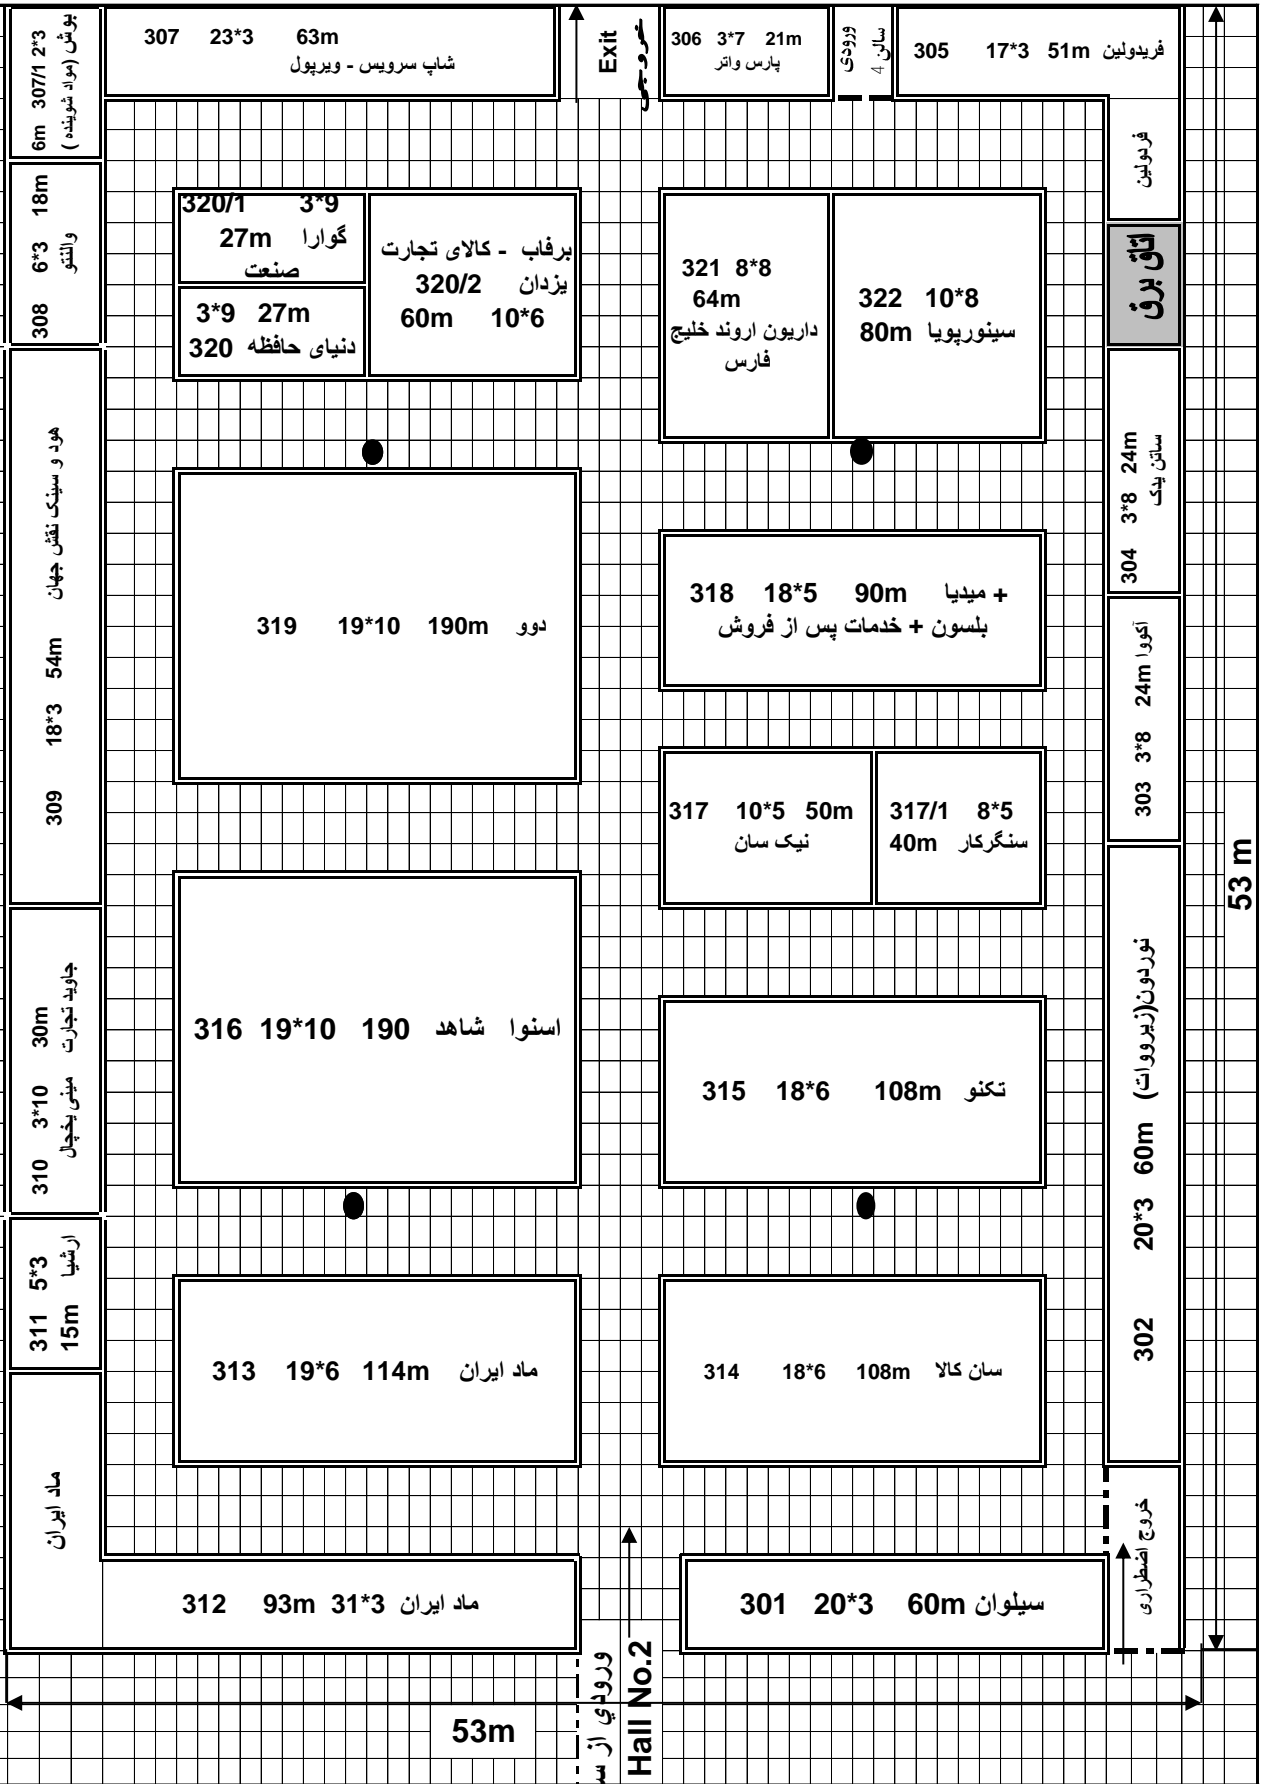 307 23*3 63m
شاپ سرویس - ویرپول
Exit
خروجی
306 3*7 21m
پارس واتر
ورودی
سالن 4
305 17*3 51m فریدولین
فردولین
اتاق برق
307/1 2*3 بوش (مواد شوینده )
6m
308 6*3 18m
والنتو
320/1 3*9
گوارا 27m
صنعت
3*9 27m
دنیای حافظه 320
برفاب - کالای تجارت
یزدان 320/2
60m 10*6
321 8*8
64m
داریون اروند خلیج
فارس
322 10*8
سینورپویا 80m
304 3*8 24m
ساتن یدک
هود و سینک نقش جهان
309 18*3 54m
319 19*10 190m دوو
318 18*5 90m میدیا +
بلسون + خدمات پس از فروش
303 3*8 24m آکووا
317 10*5 50m
نیک سان
317/1 8*5
سنگرکار 40m
53 m
310 3*10 30m
جاوید تجارت مینی یخچال
316 19*10 190 اسنوا شاهد
315 18*6 108m تکنو
302 20*3 60m نوردون(زیرووات)
311 5*3
15m ارشیا
313 19*6 114m ماد ایران
314 18*6 108m سان کالا
ماد ایران
312 93m 31*3 ماد ایران
301 20*3 60m سیلوان
خروج اضطراری
ورودي از
Hall No.2
53m